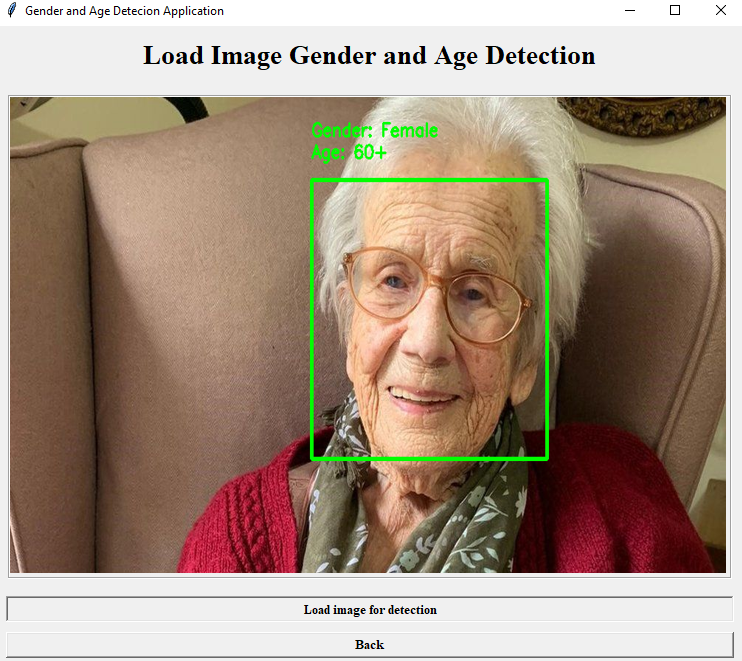 Gender and Age Detecion Application
Load Image Gender and Age Detection
Gender: Female
Age: 60+
Load image for detection
Back